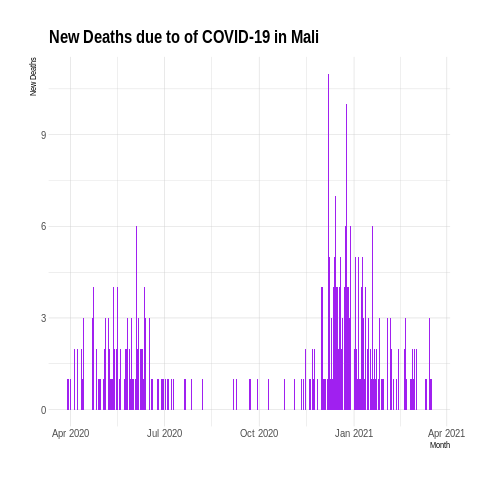 New Deaths due to of COVID-19 in Mali
New Deaths
9
6
3
0
Apr 2020
Jul 2020
Oct 2020
Jan 2021
Apr 2021
Month